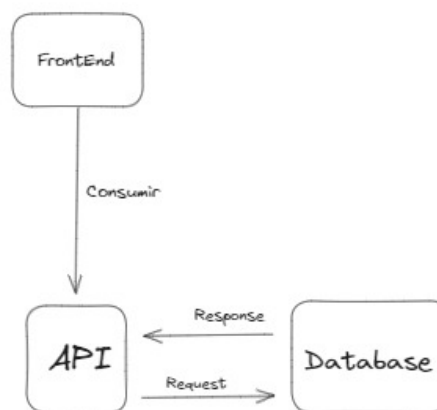 FrontEnd
Consumir
Response
API
Database
Request